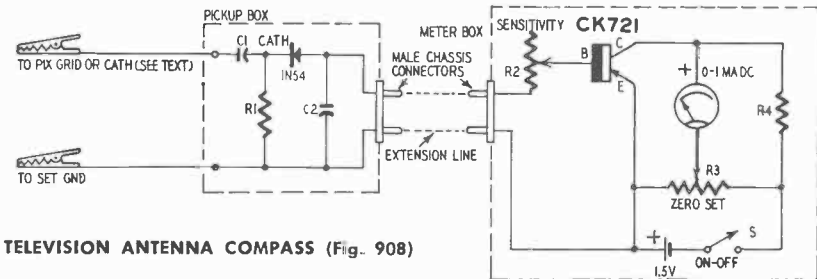 PICKUP BOX
C1
CATH
TO PIX GRID OR CATH (SEE TEXT)
1N54
R1
C2
TO SET GND
MALE CHASSIS
CONNECTORS
EXTENSION LINE
METER BOX
SENSITIVITY
CK721
R2
B
C
E
+
0-1 MA DC
R4
R3
ZERO SET
+
1.5V
S
ON-OFF
TELEVISION ANTENNA COMPASS (Fig. 908)